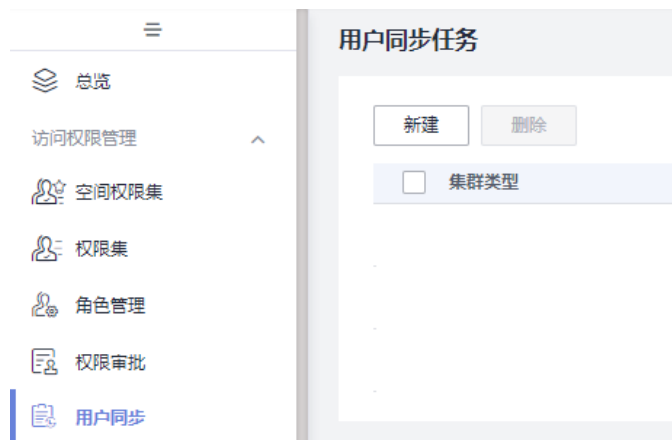 总览
访问权限管理
空间权限集
权限集
角色管理
权限审批
用户同步
用户同步任务
新建
删除
集群类型